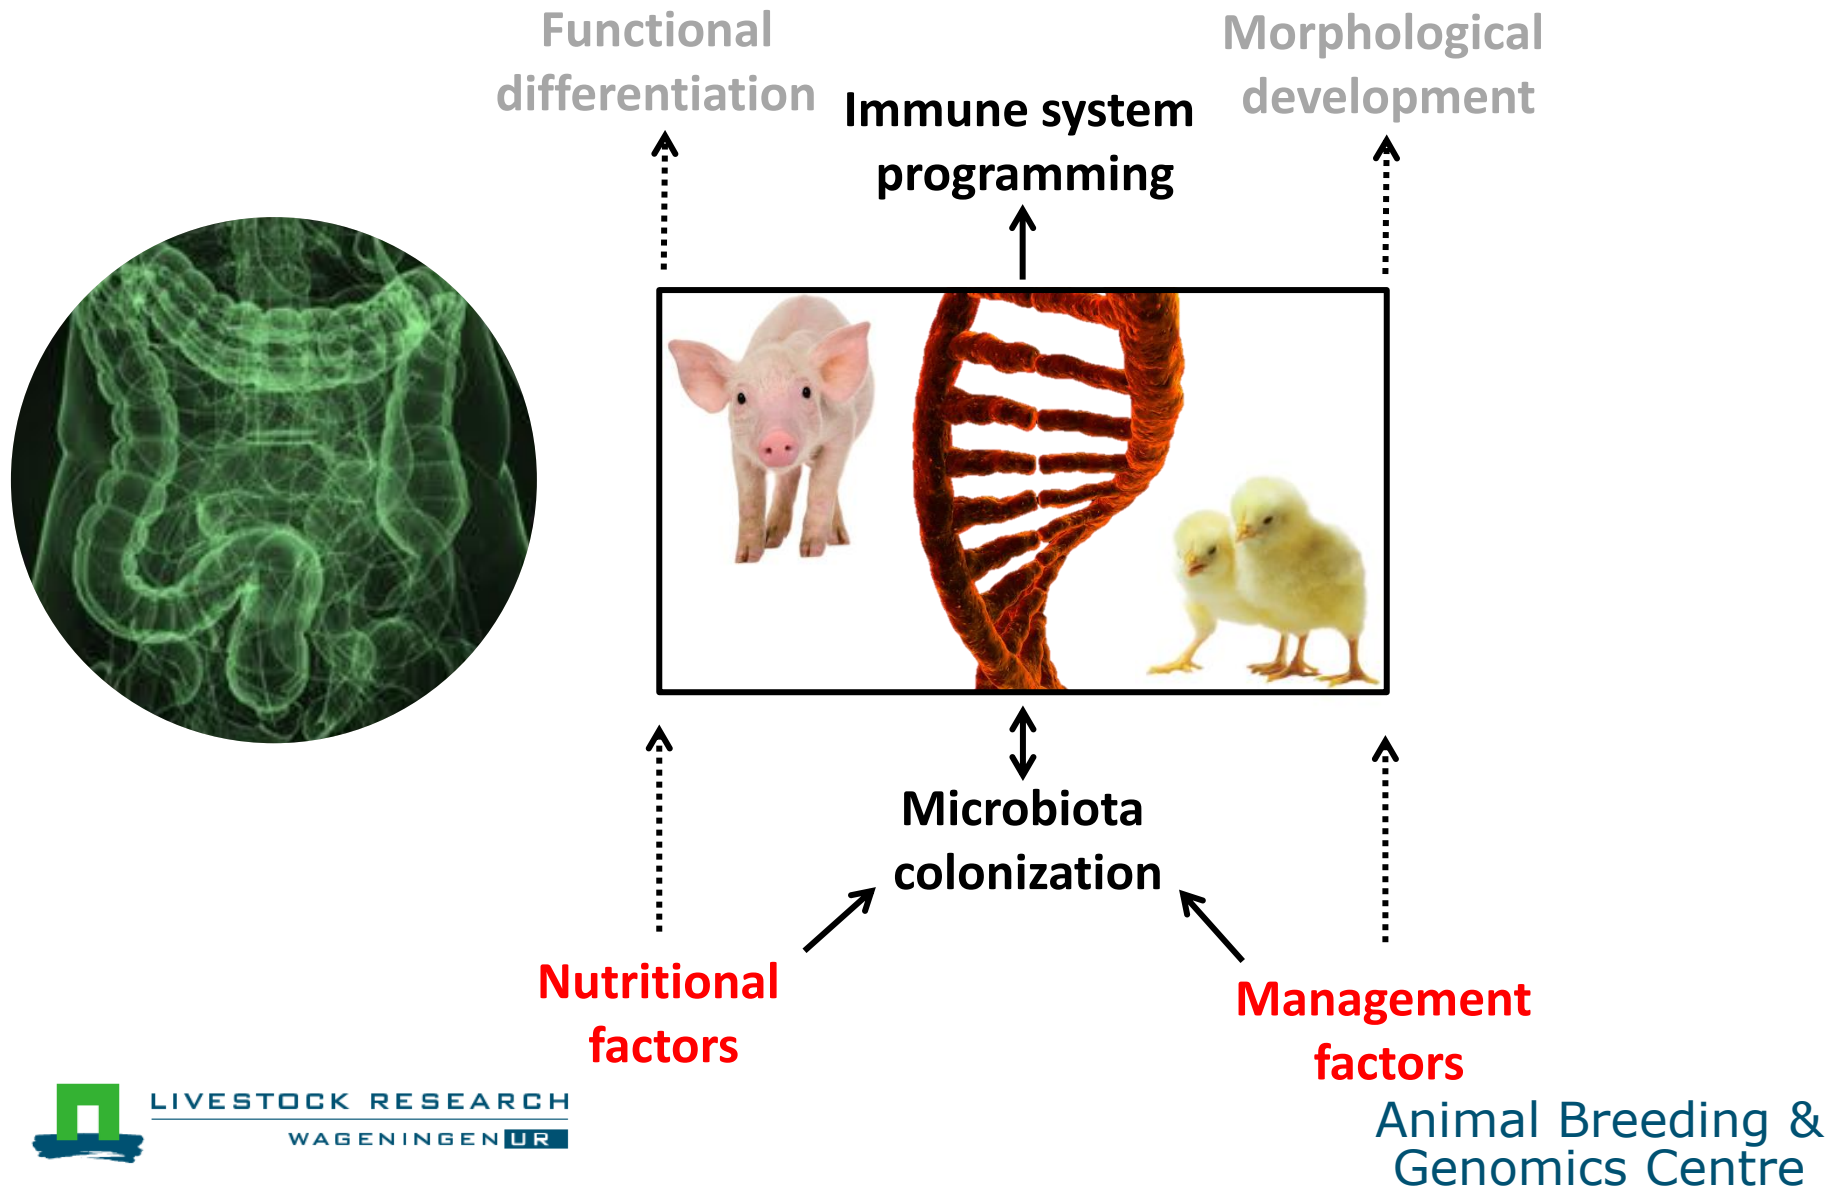 Functional
differentiation
Morphological
development
Immune system
programming
Microbiota
colonization
Nutritional
factors
Management
factors
LIVESTOCK RESEARCH
WAGENINGEN UR
Animal Breeding &
Genomics Centre